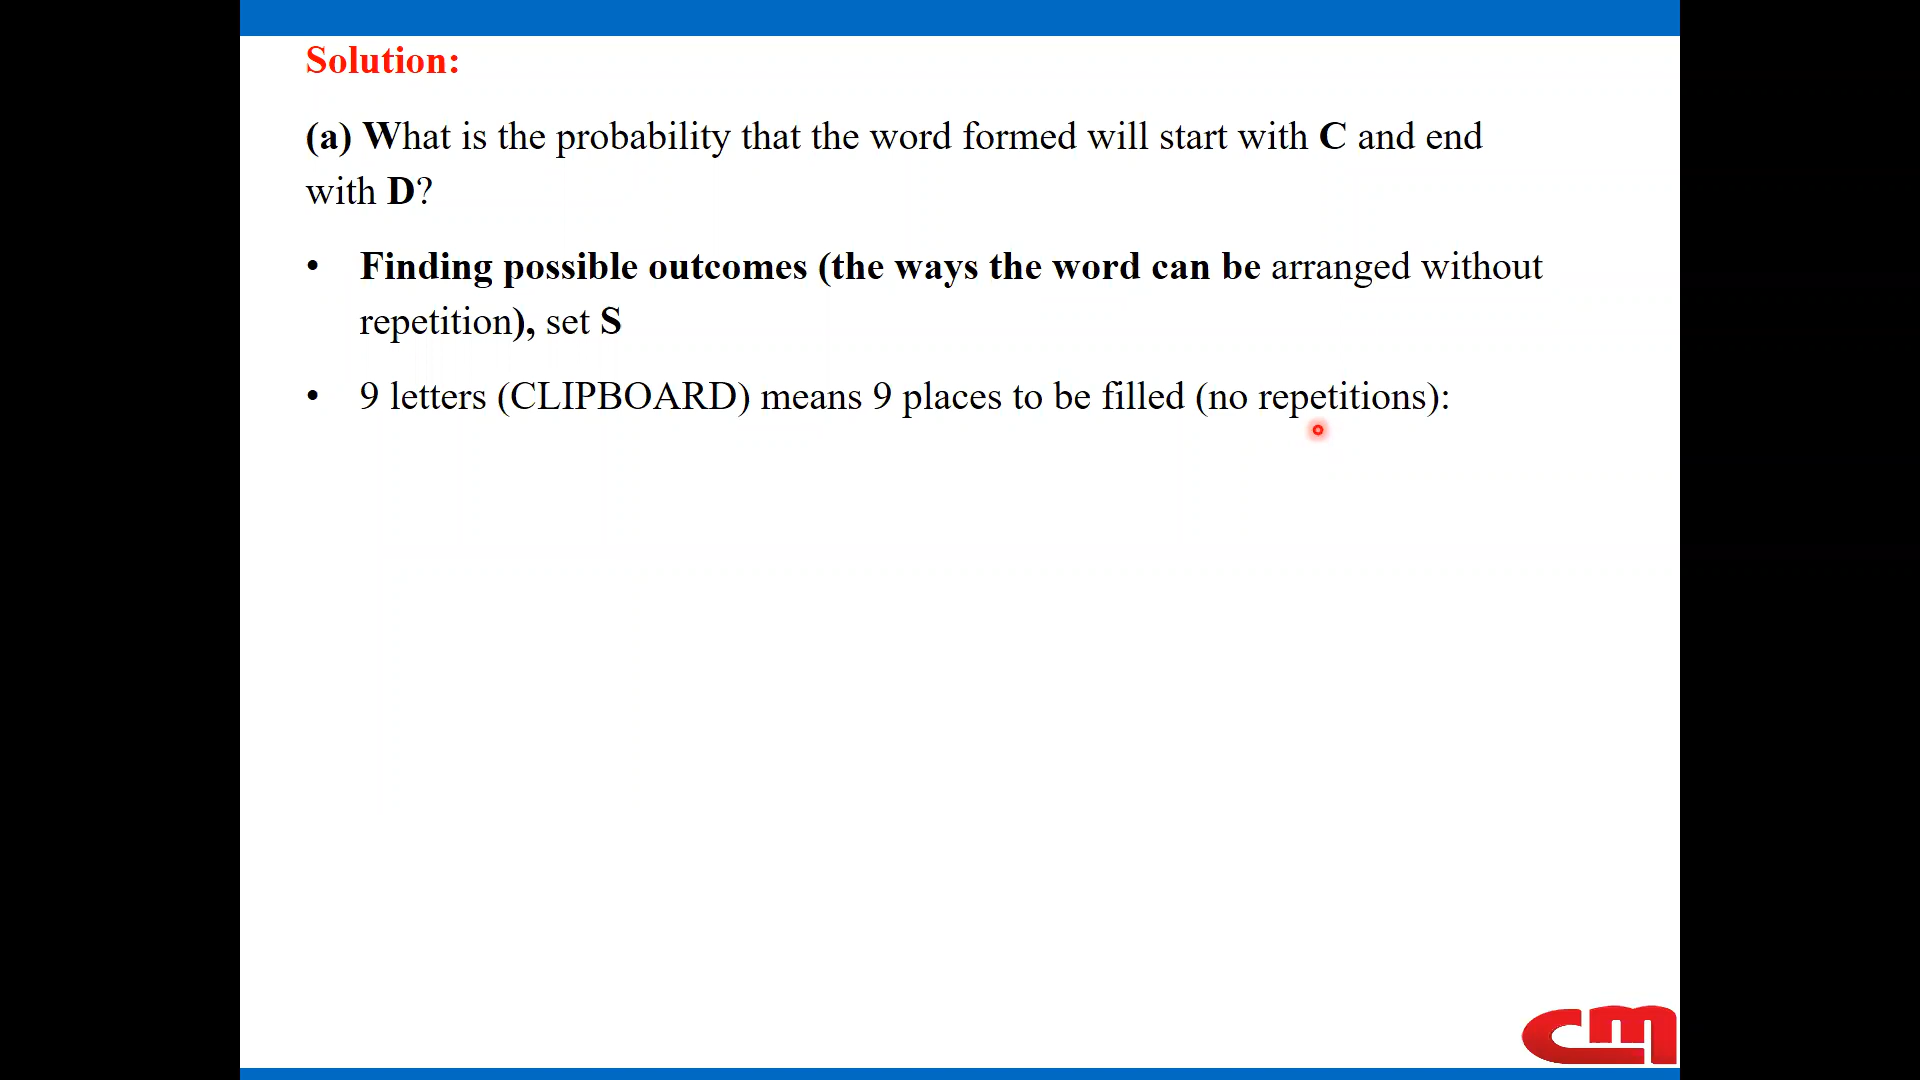 Solution:
(a) What is the probability that the word formed will start with C and end
with D?
• Finding possible outcomes (the ways the word can be arranged without
repetition), set S
• 9 letters (CLIPBOARD) means 9 places to be filled (no repetitions):
cm